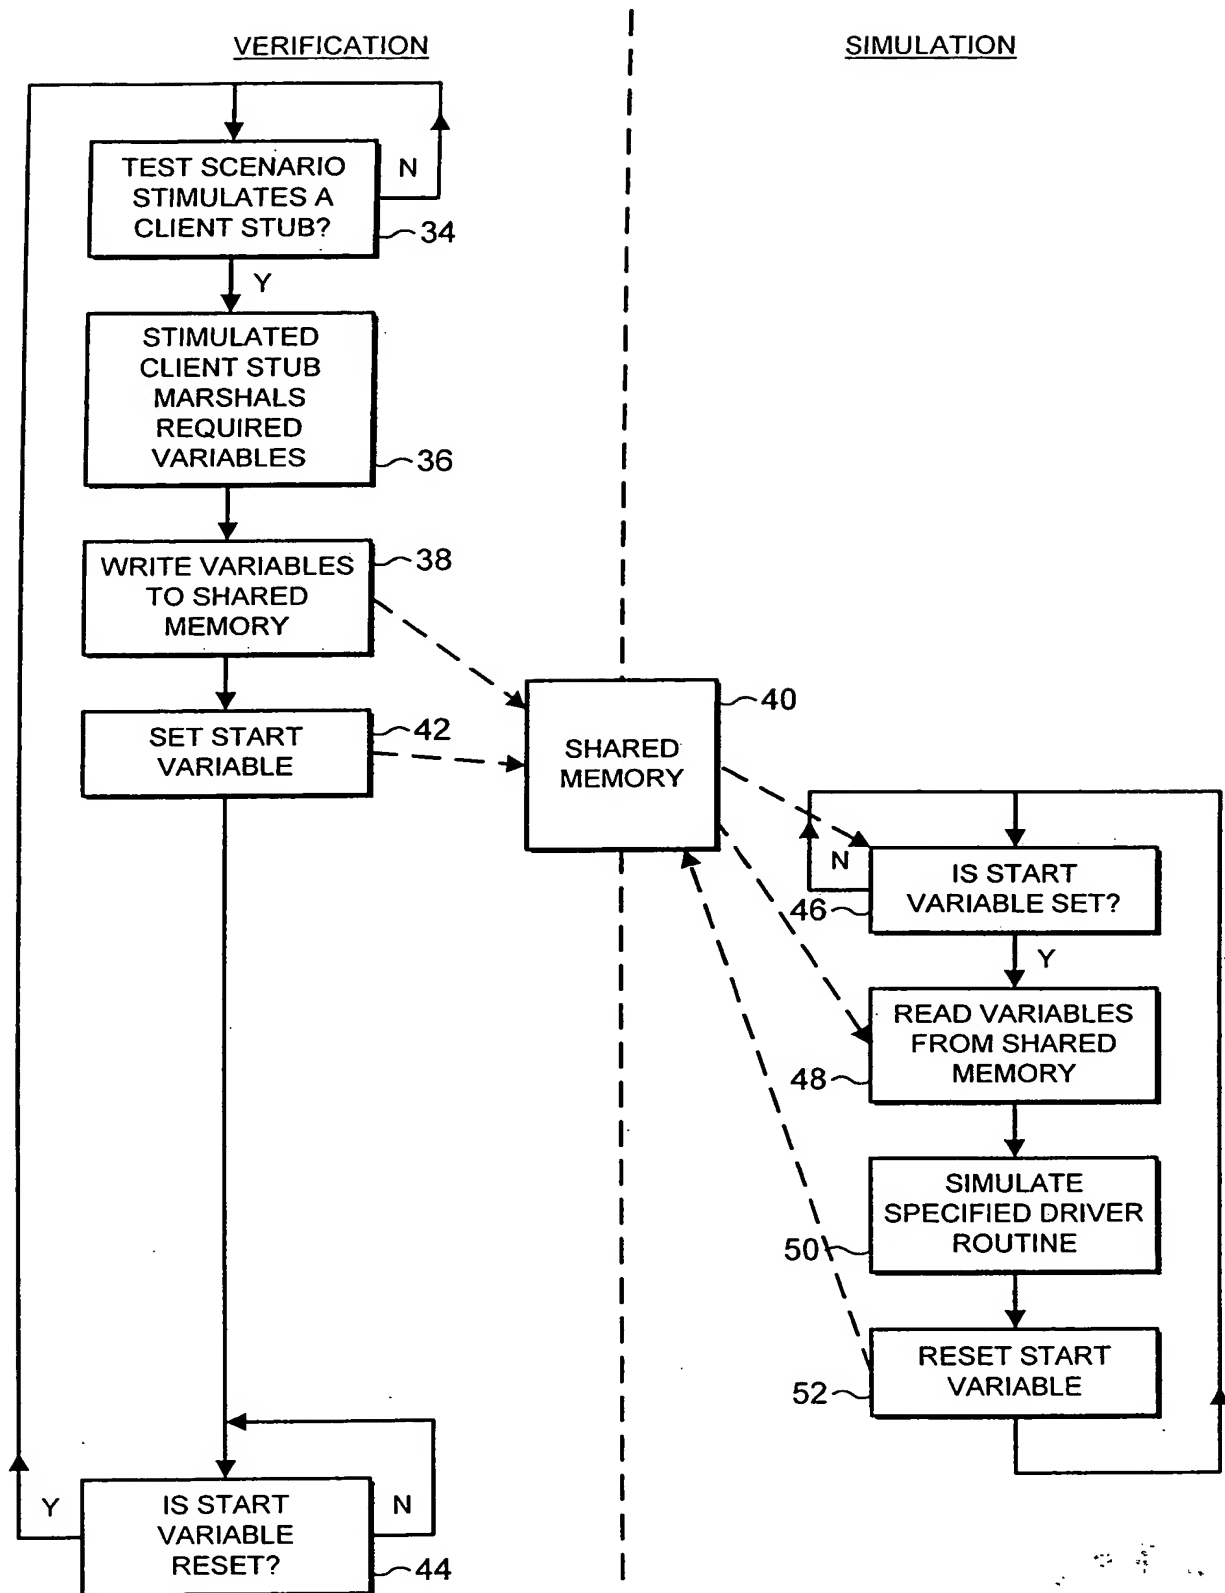 VERIFICATION
SIMULATION
TEST SCENARIO
STIMULATES A
CLIENT STUB?
N
34
Y
STIMULATED
CLIENT STUB
MARSHALS
REQUIRED
VARIABLES
36
WRITE VARIABLES
TO SHARED
MEMORY
38
SET START
VARIABLE
42
SHARED
MEMORY
40
N
IS START
VARIABLE SET?
46
Y
READ VARIABLES
FROM SHARED
MEMORY
48
SIMULATE
SPECIFIED DRIVER
ROUTINE
50
RESET START
VARIABLE
52
Y
IS START
VARIABLE
RESET?
N
44